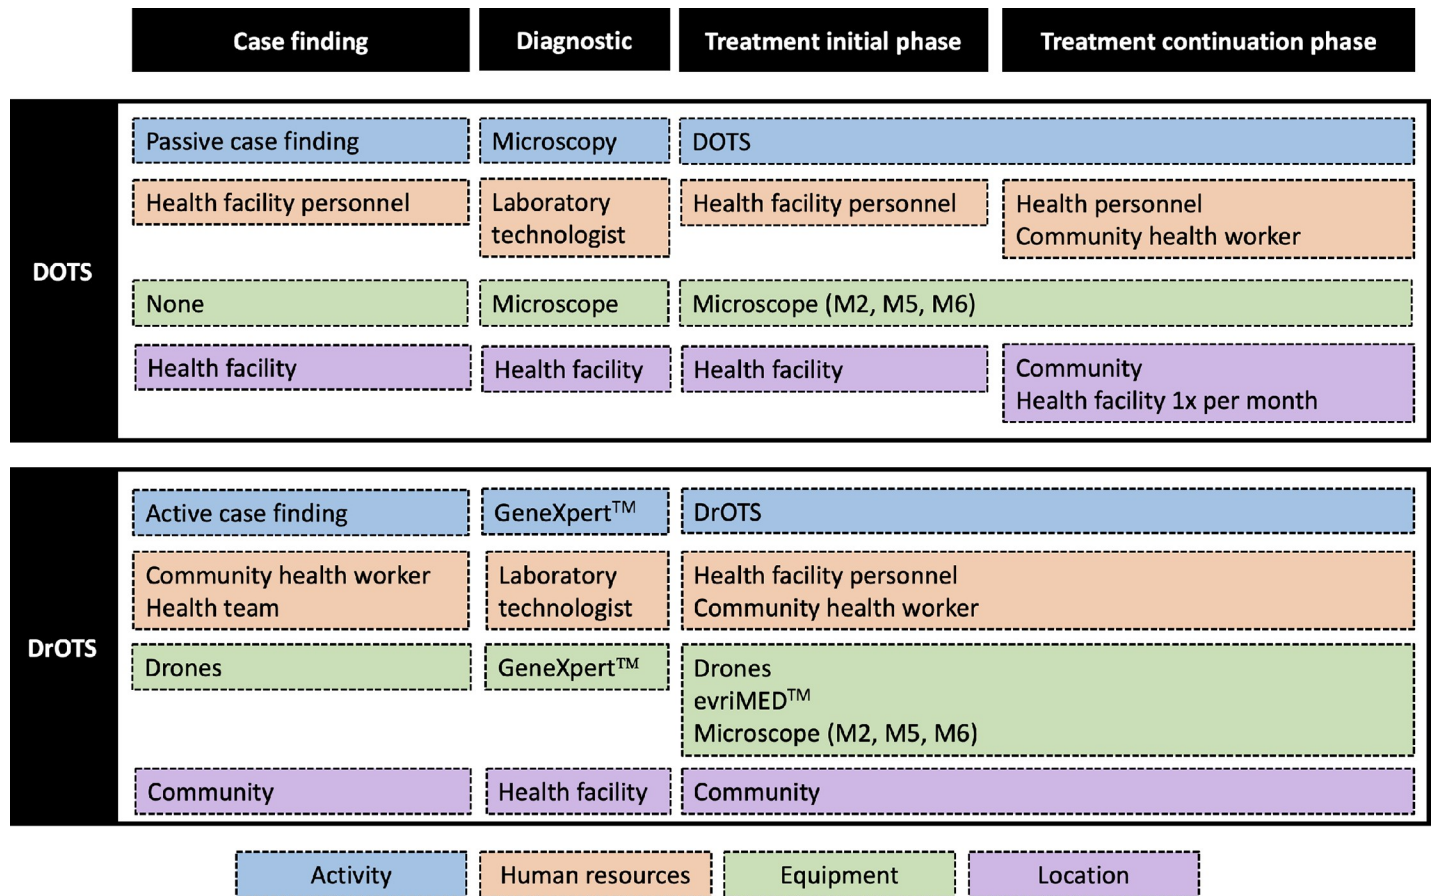 Case finding
Diagnostic
Treatment initial phase
Treatment continuation phase
DOTS
Passive case finding
Microscopy
DOTS
Health facility personnel
Laboratory
technologist
Health facility personnel
Health personnel
Community health worker
None
Microscope
Microscope (M2, M5, M6)
Health facility
Health facility
Health facility
Community
Health facility 1x per month
DrOTS
Active case finding
GeneXpert™
DrOTS
Community health worker
Health team
Laboratory
technologist
Health facility personnel
Community health worker
Drones
GeneXpert™
Drones
evriMED™
Microscope (M2, M5, M6)
Community
Health facility
Community
Activity
Human resources
Equipment
Location